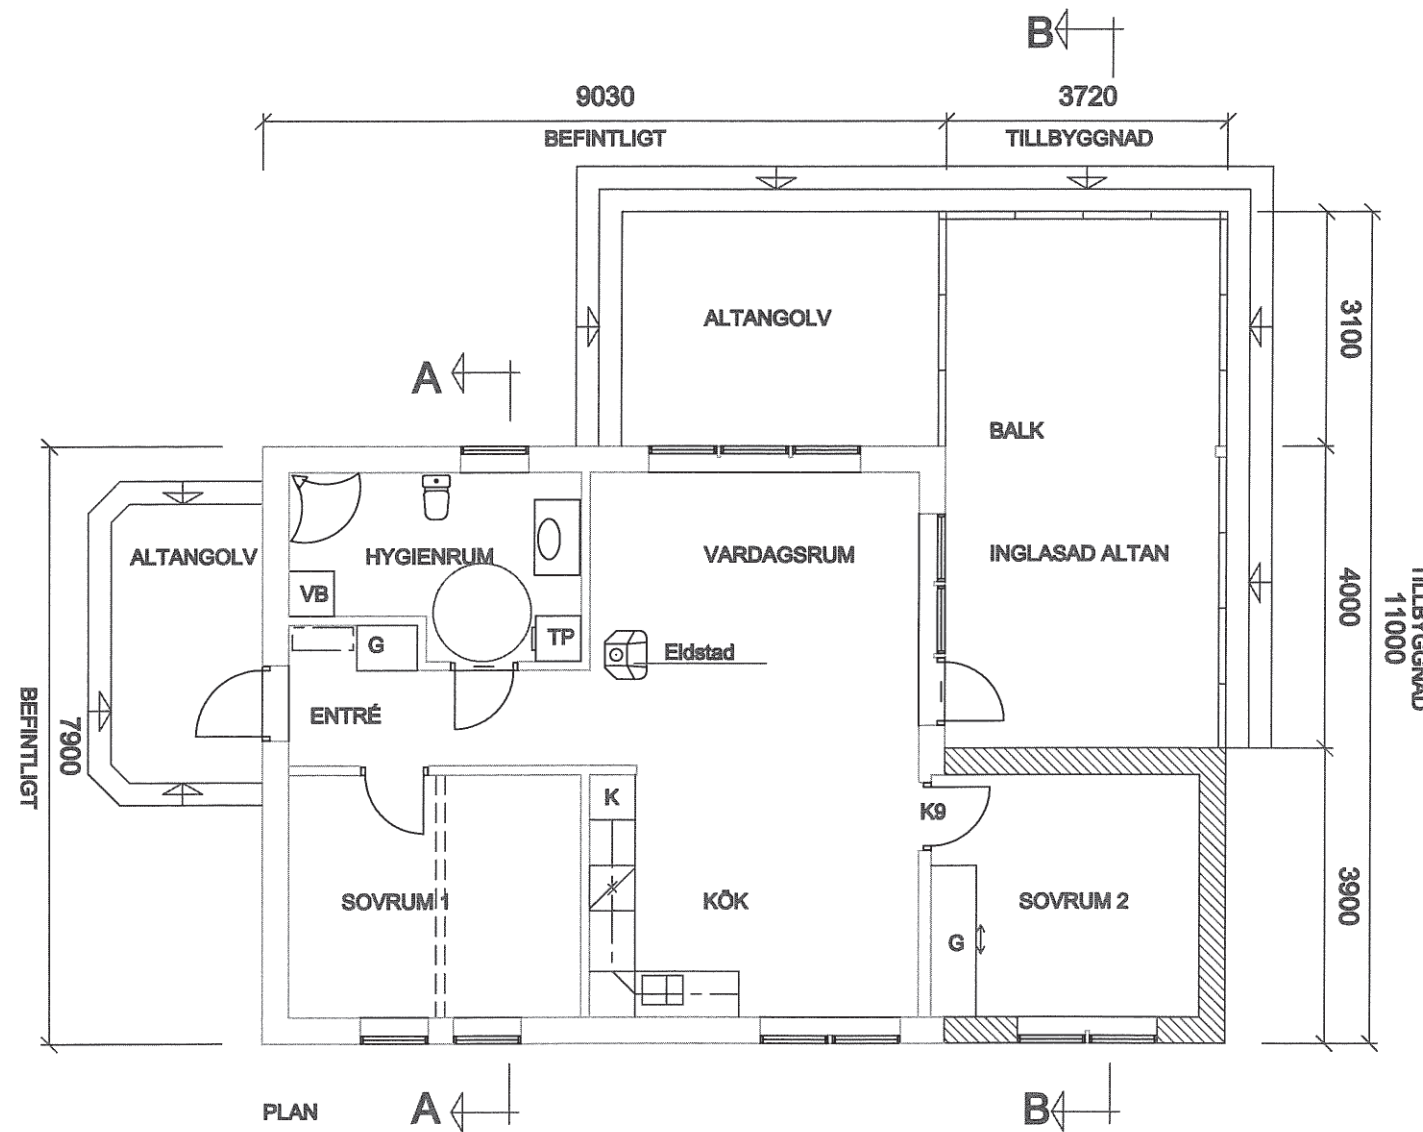 B
9030
3720
BEFINTLIGT
TILLBYGGNAD
ALTANGOLV
3100
A
BALK
ALTANGOLV
HYGIENRUM
VARDAGSRUM
INGLASAD ALTAN
VB
4000
TILLBYGGNAD
11000
G
TP
Eldstad
ENTRÉ
BEFINTLIGT
7900
K
K9
SOVRUM 1
KÖK
SOVRUM 2
3900
G
PLAN
A
B